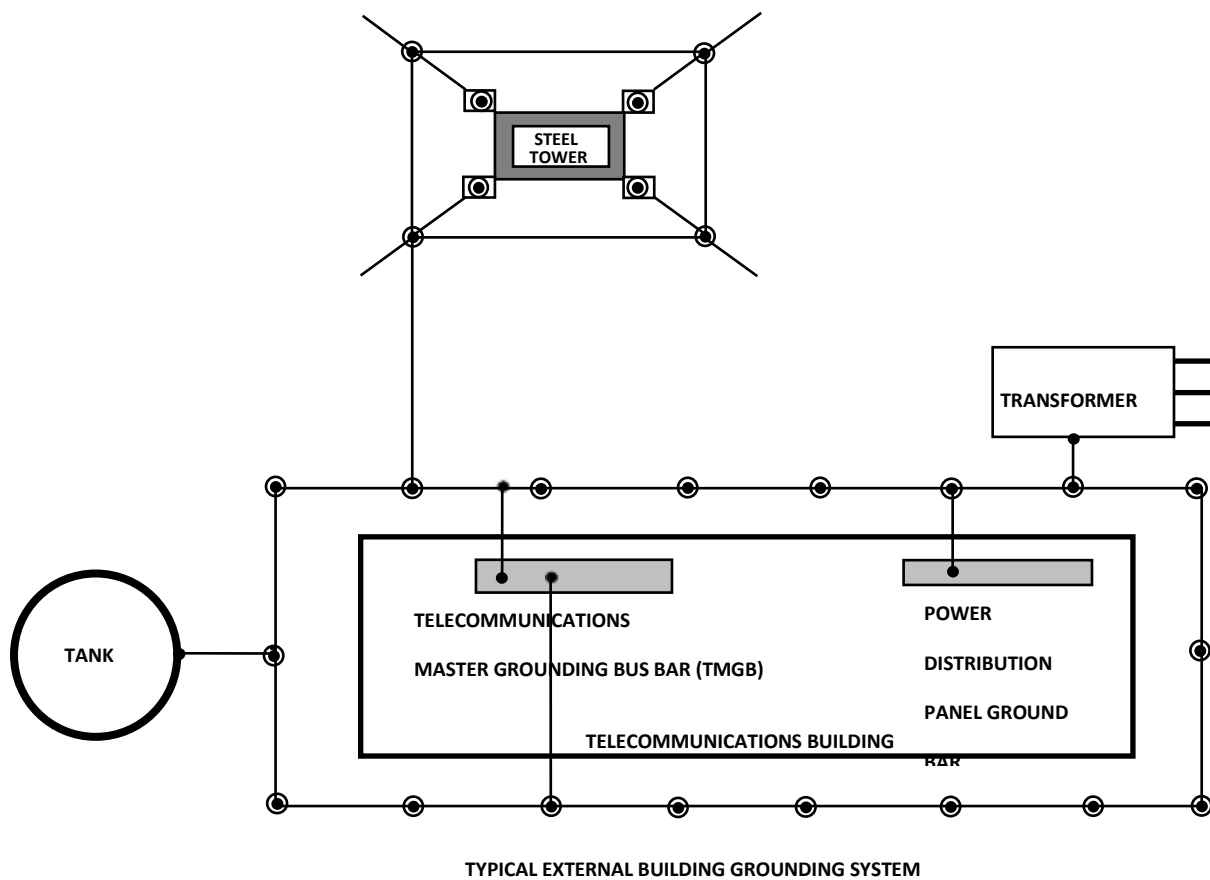 STEEL
TOWER
TRANSFORMER
TANK
TELECOMMUNICATIONS
MASTER GROUNDING BUS BAR (TMGB)
POWER
DISTRIBUTION
PANEL GROUND
BAR
TELECOMMUNICATIONS BUILDING
TYPICAL EXTERNAL BUILDING GROUNDING SYSTEM